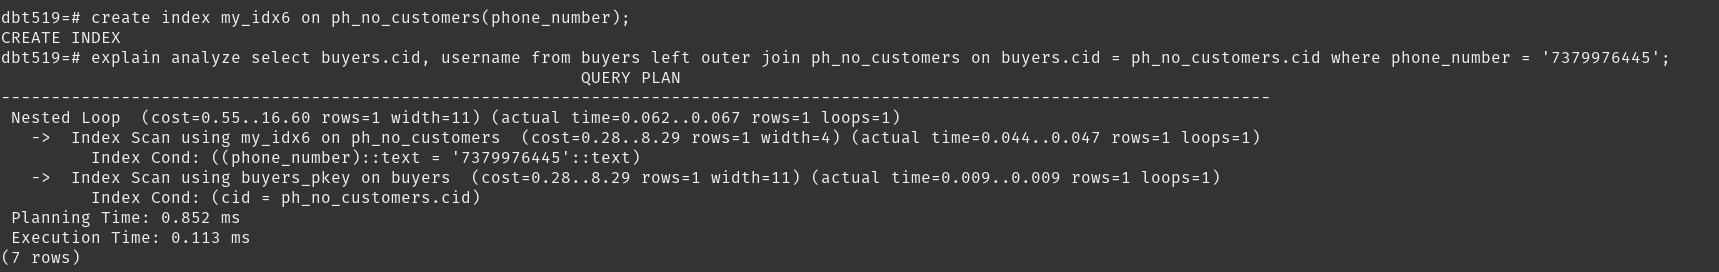 dbt519=# create index my_idx6 on ph_no_customers(phone_number);
CREATE INDEX
dbt519=# explain analyze select buyers.cid, username from buyers left outer join ph_no_customers on buyers.cid = ph_no_customers.cid where phone_number = '7379976445';
QUERY PLAN
-------------------------------------------------------------------------------------------------------------------------------
Nested Loop  (cost=0.55..16.60 rows=1 width=11) (actual time=0.062..0.067 rows=1 loops=1)
->  Index Scan using my_idx6 on ph_no_customers  (cost=0.28..8.29 rows=1 width=4) (actual time=0.044..0.047 rows=1 loops=1)
Index Cond: ((phone_number)::text = '7379976445'::text)
->  Index Scan using buyers_pkey on buyers  (cost=0.28..8.29 rows=1 width=11) (actual time=0.009..0.009 rows=1 loops=1)
Index Cond: (cid = ph_no_customers.cid)
Planning Time: 0.852 ms
Execution Time: 0.113 ms
(7 rows)